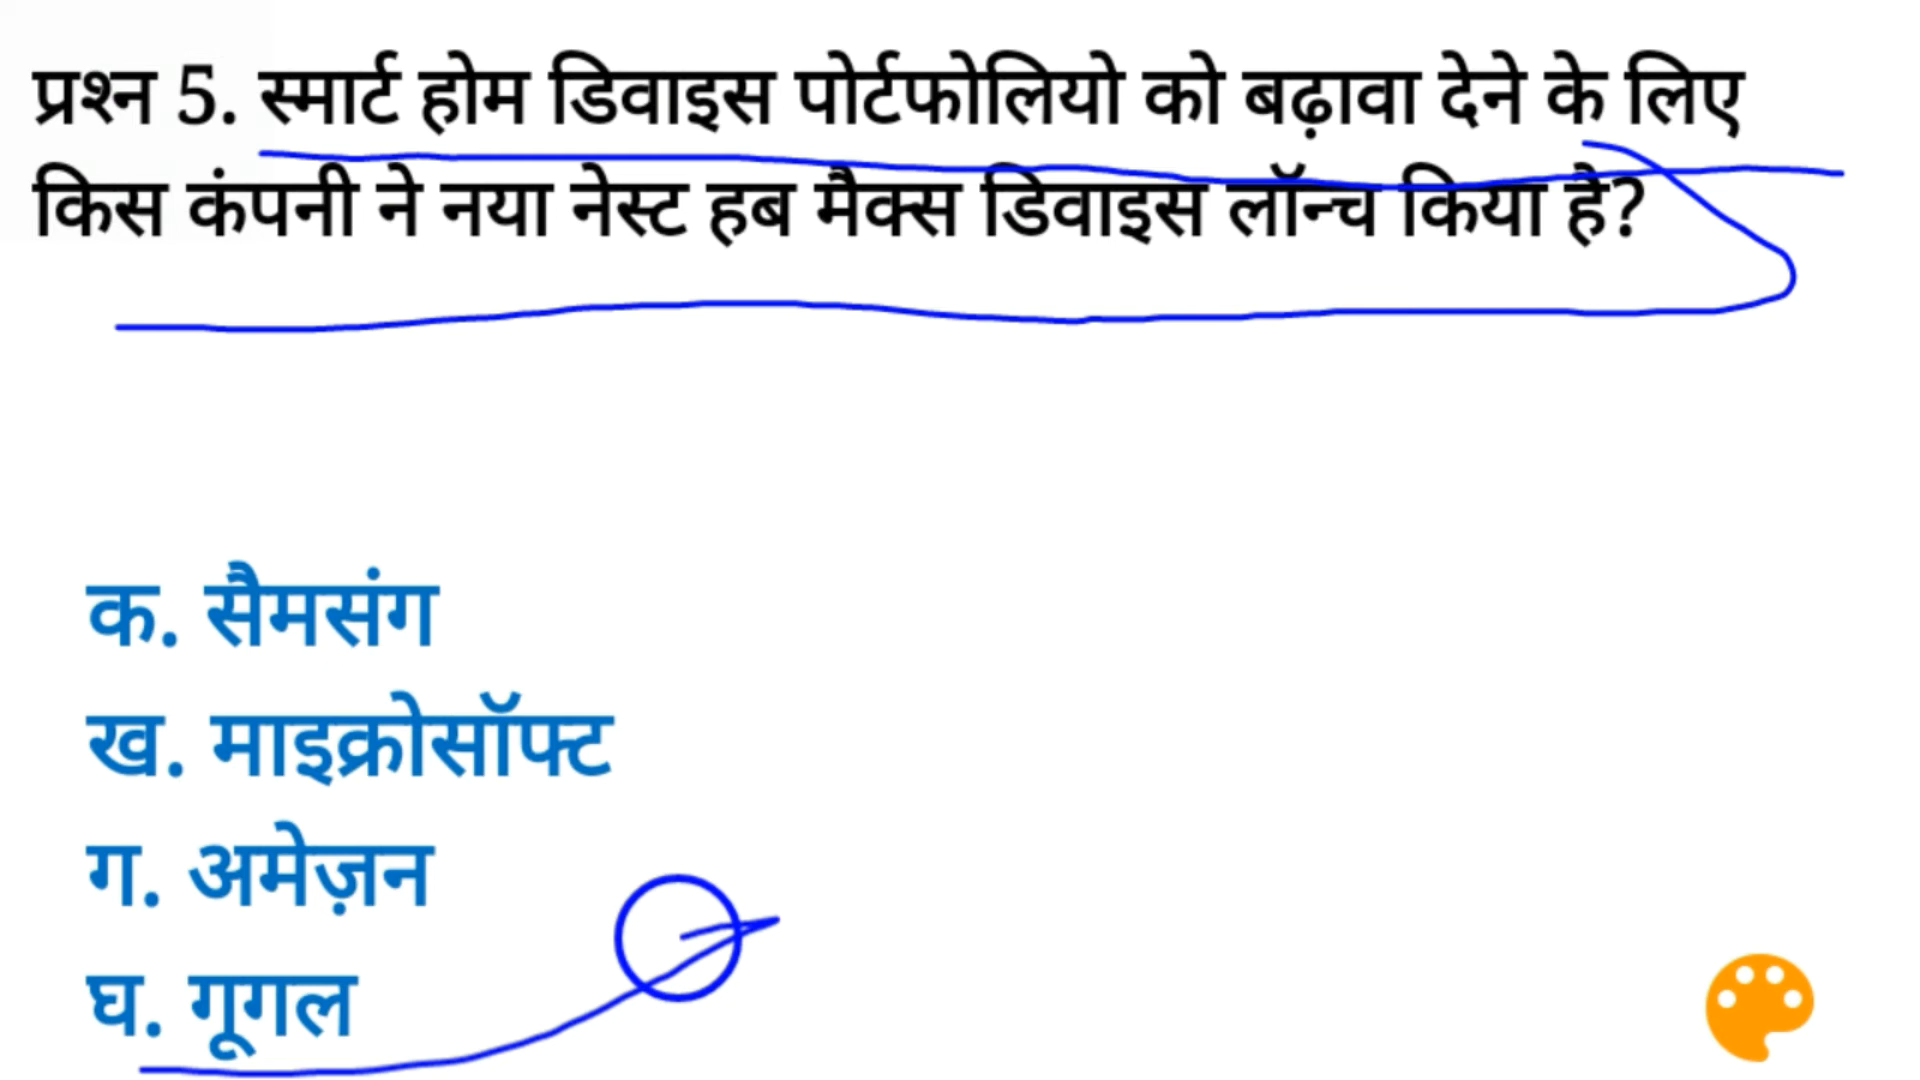 प्रश्न 5. स्मार्ट होम डिवाइस पोर्टफोलियो को बढ़ावा देने के लिए
किस कंपनी ने नया नेस्ट हब मैक्स डिवाइस लॉन्च किया है?
क. सैमसंग
ख. माइक्रोसॉफ्ट
ग. अमेज़न
घ. गूगल